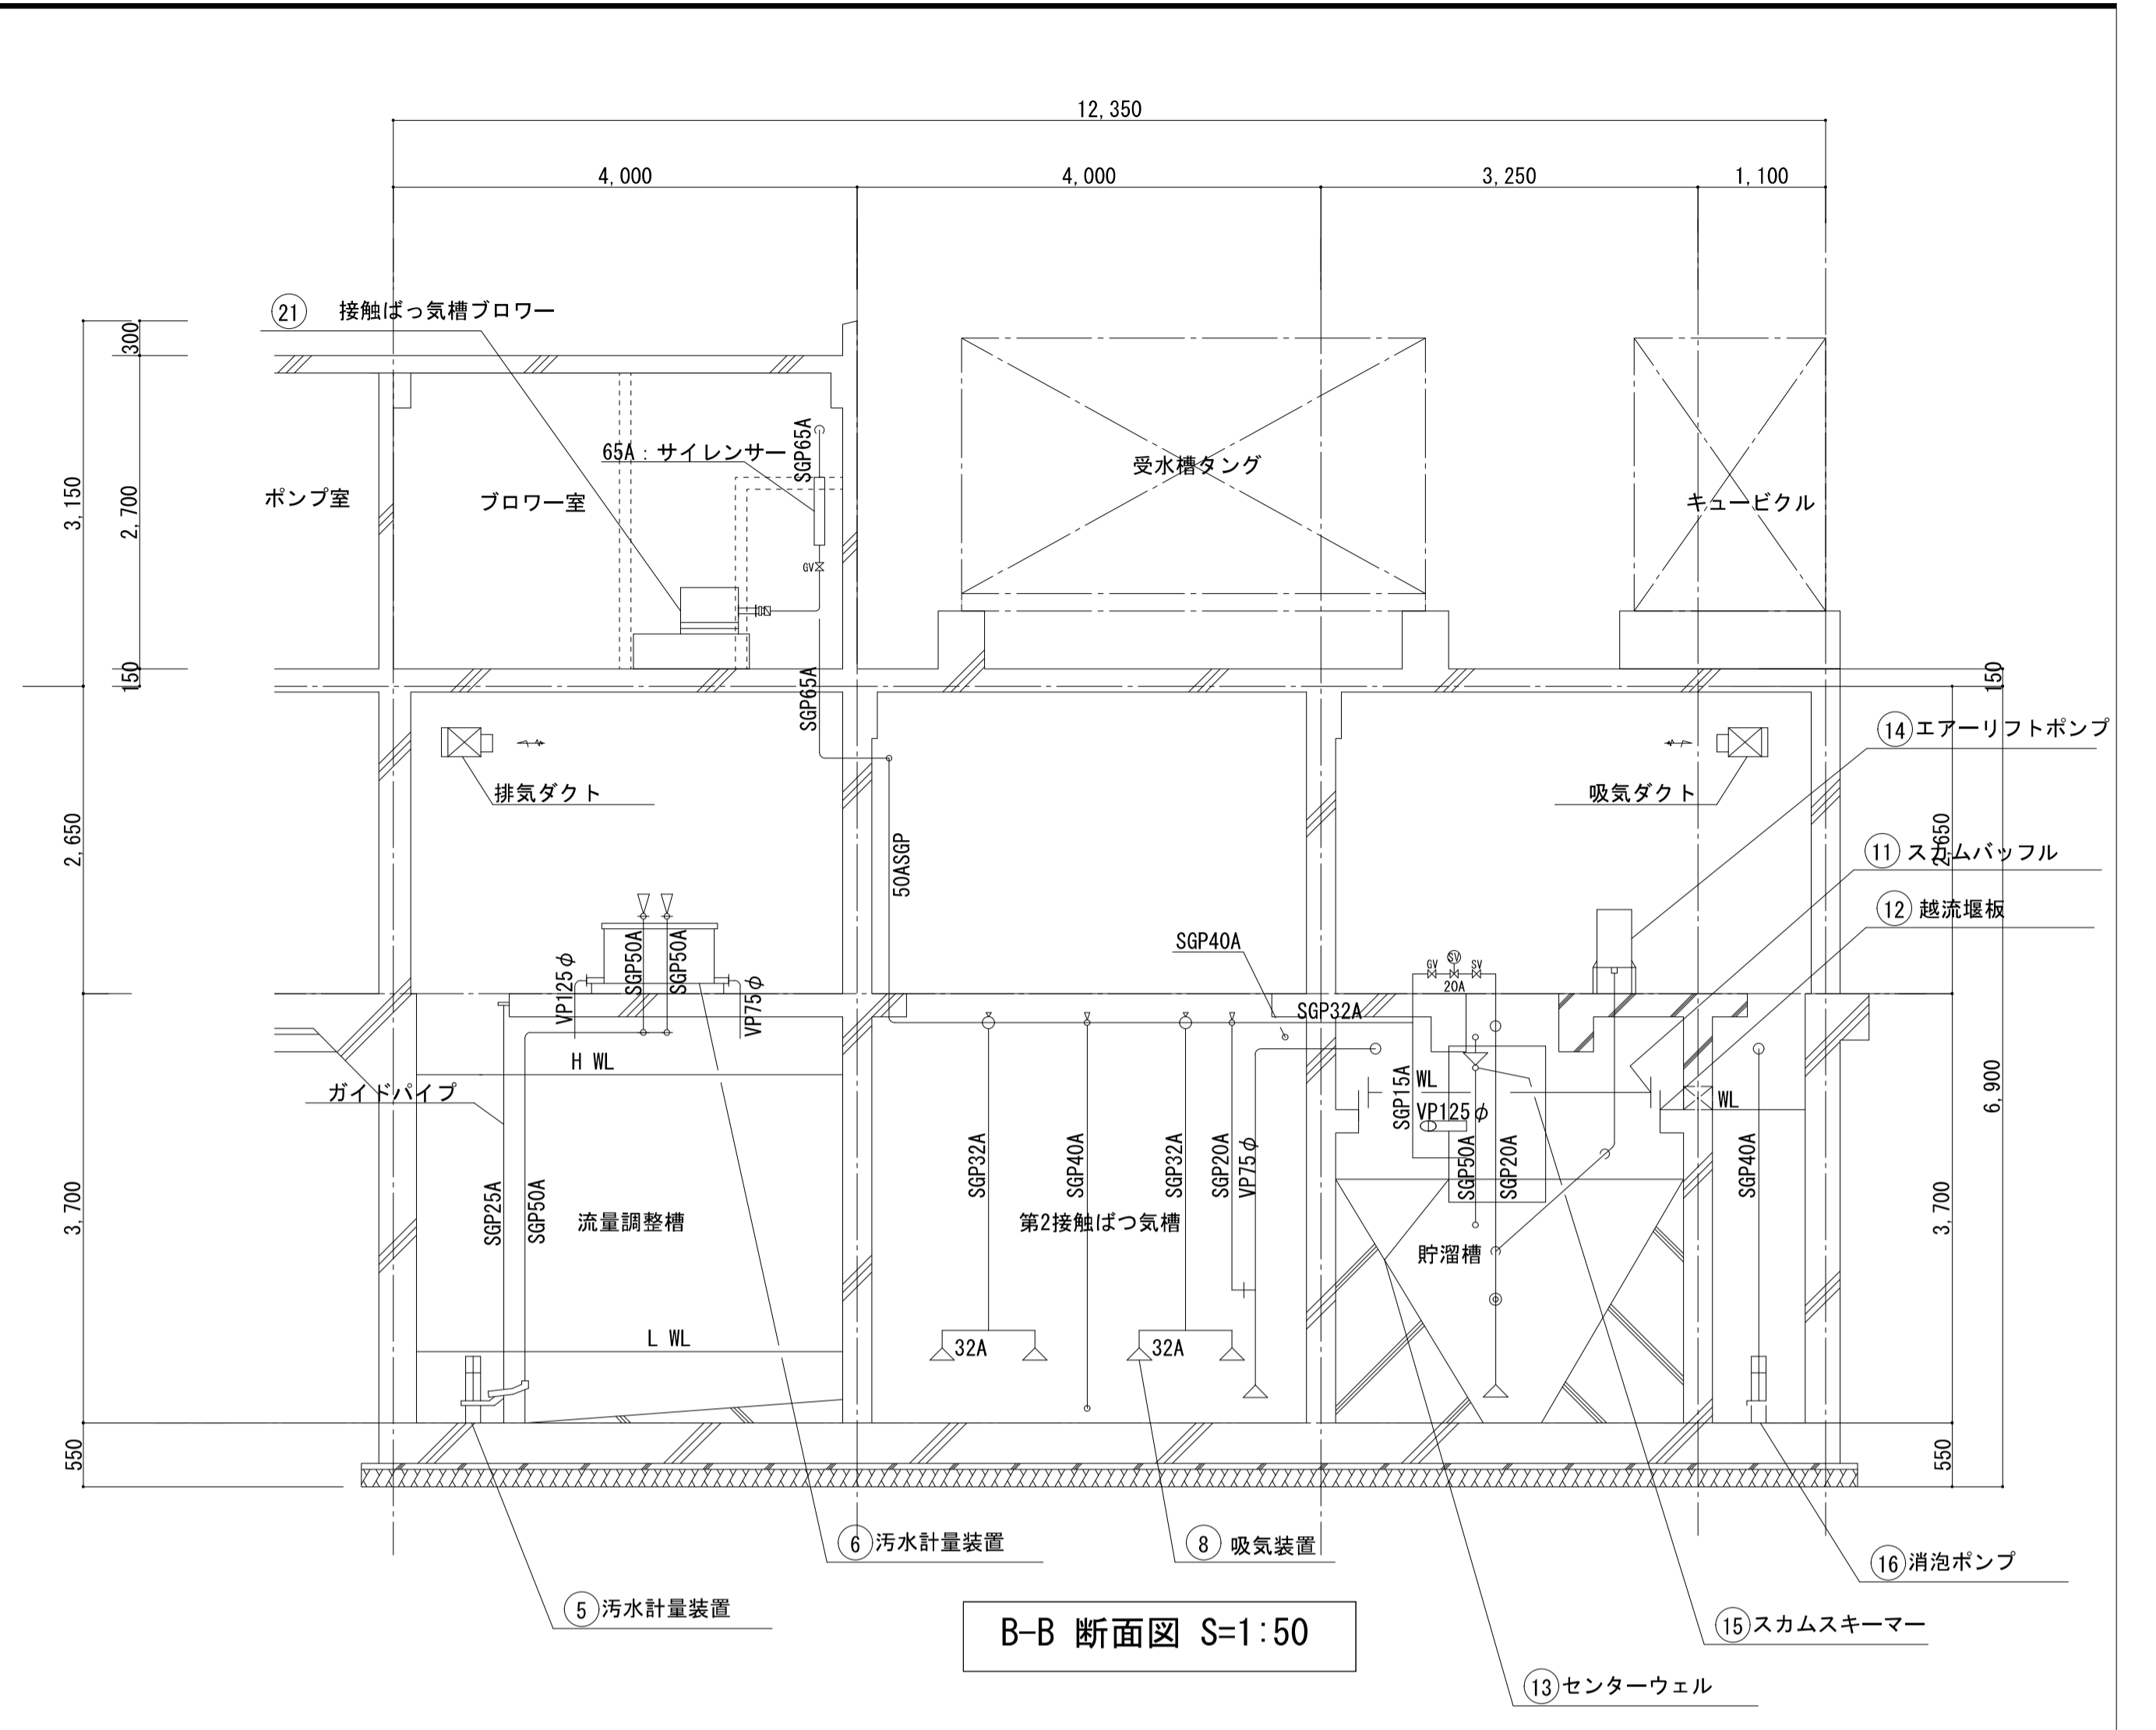 12,350
4,000
4,000
3,250
1,100
㉑ 接触ばっ気槽ブロワー
300
3,150
2,700
150
65A：サイレンサー
SGP65A
ポンプ室
ブロワー室
受水槽タング
キュービクル
GV
SGP65A
150
⑭エアーリフトポンプ
排気ダクト
吸気ダクト
2,650
50ASGP
2,650
⑪ スカムバッフル
⑫ 越流堰板
SGP40A
VP125φ
SGP50A
SGP50A
VP75φ
GV
SV
SV
20A
SGP32A
H WL
ガイドパイプ
SGP15A
WL
VP125φ
WL
6,900
SGP32A
SGP40A
SGP32A
SGP20A
VP75φ
SGP50A
SGP20A
SGP40A
3,700
SGP25A
SGP50A
流量調整槽
第2接触ばつ気槽
貯溜槽
3,700
L WL
32A
32A
550
550
⑥汚水計量装置
⑧ 吸気装置
⑯消泡ポンプ
⑤汚水計量装置
B-B 断面図 S=1:50
⑮スカムスキーマー
⑬センターウェル